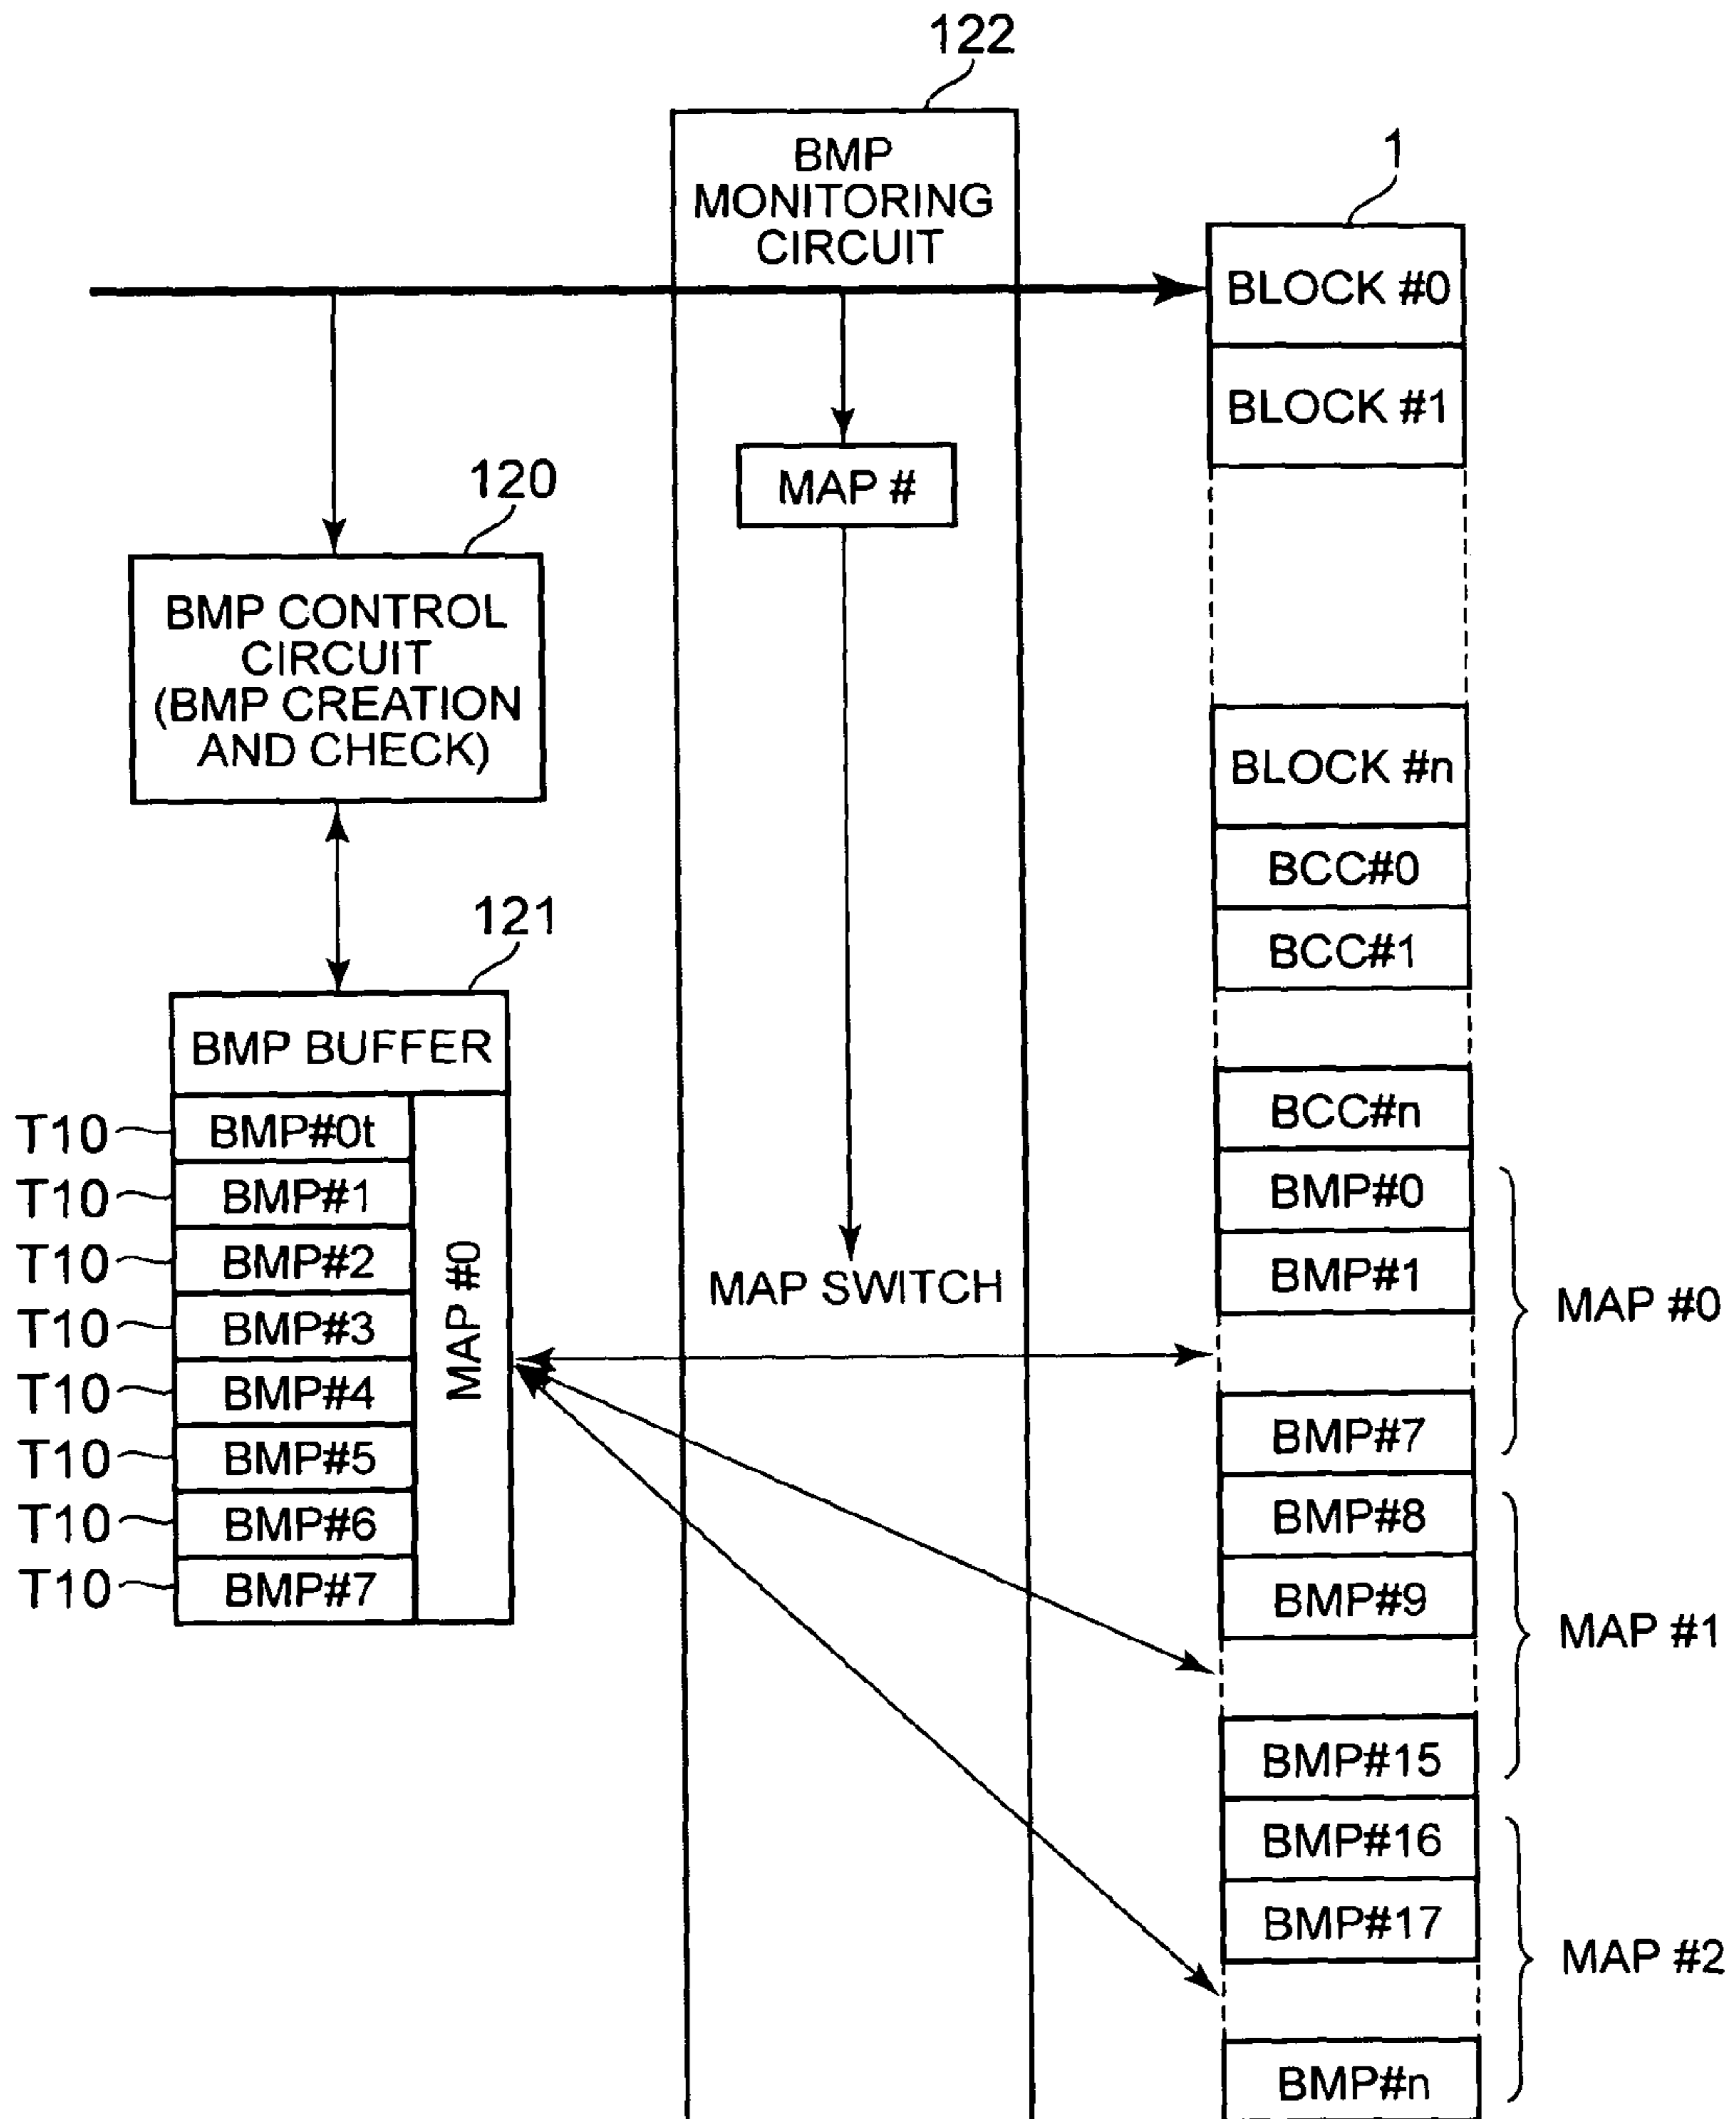 122
BMP
MONITORING
CIRCUIT
1
BLOCK #0
BLOCK #1
MAP #
120
BMP CONTROL
CIRCUIT
(BMP CREATION
AND CHECK)
BLOCK #n
BCC#0
BCC#1
121
BMP BUFFER
BCC#n
T10 BMP#0t
T10 BMP#1
T10 BMP#2
T10 BMP#3
T10 BMP#4
T10 BMP#5
T10 BMP#6
T10 BMP#7
MAP #0
MAP SWITCH
BMP#0
BMP#1
BMP#7
MAP #0
BMP#8
BMP#9
BMP#15
MAP #1
BMP#16
BMP#17
BMP#n
MAP #2